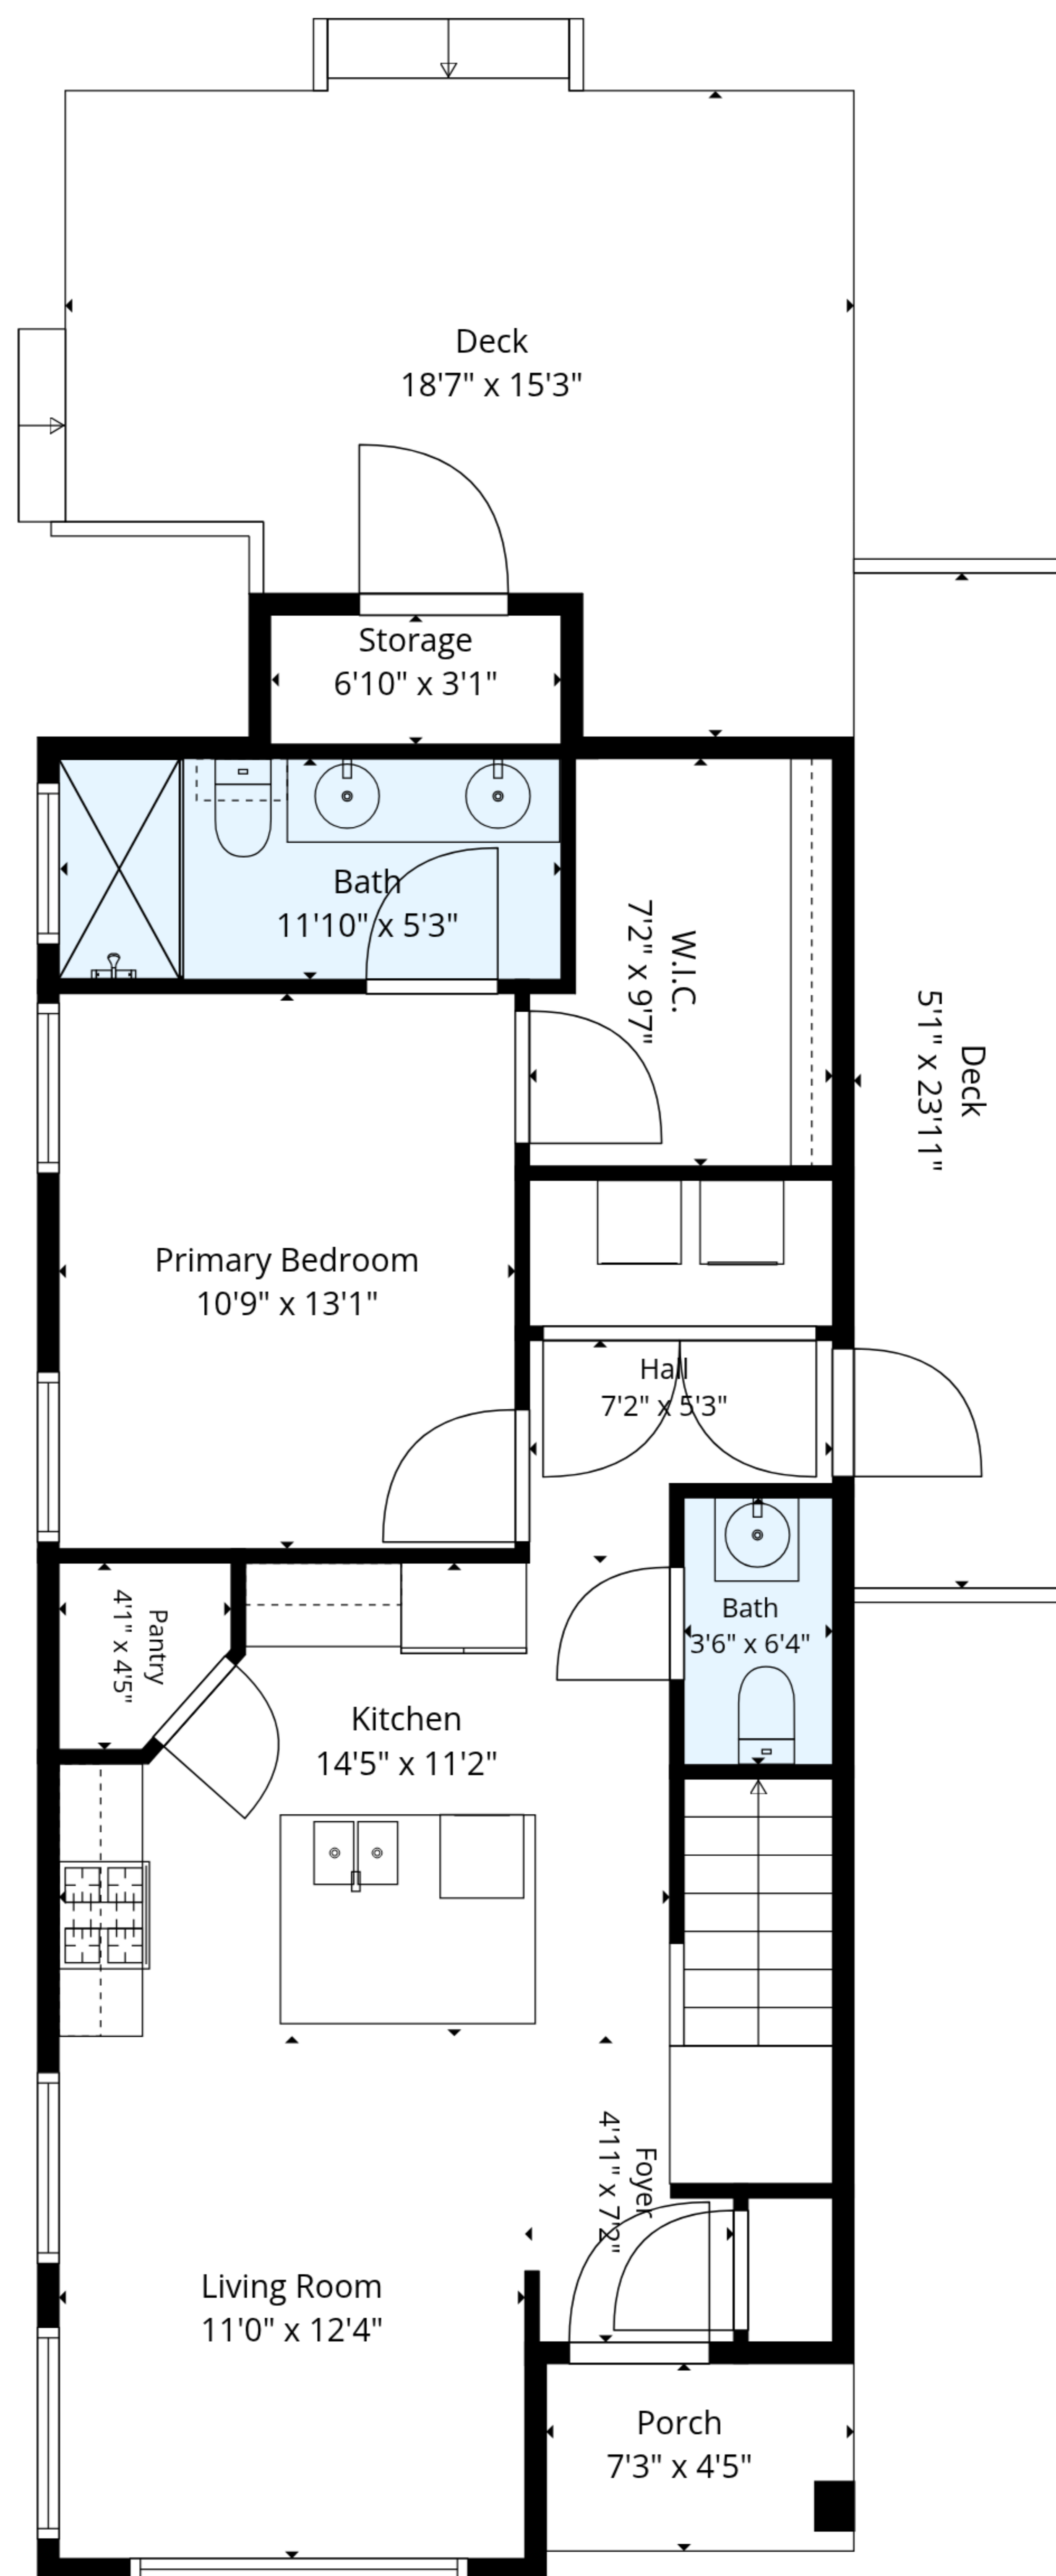 Deck
18'7" x 15'3"
Storage
6'10" x 3'1"
Bath
11'10" x 5'3"
W.I.C.
7'2" x 9'7"
Deck
5'1" x 23'11"
Primary Bedroom
10'9" x 13'1"
Hall
7'2" x 5'3"
Bath
3'6" x 6'4"
Pantry
4'1" x 4'5"
Kitchen
14'5" x 11'2"
Foyer
4'11" x 7'2"
Living Room
11'0" x 12'4"
Porch
7'3" x 4'5"